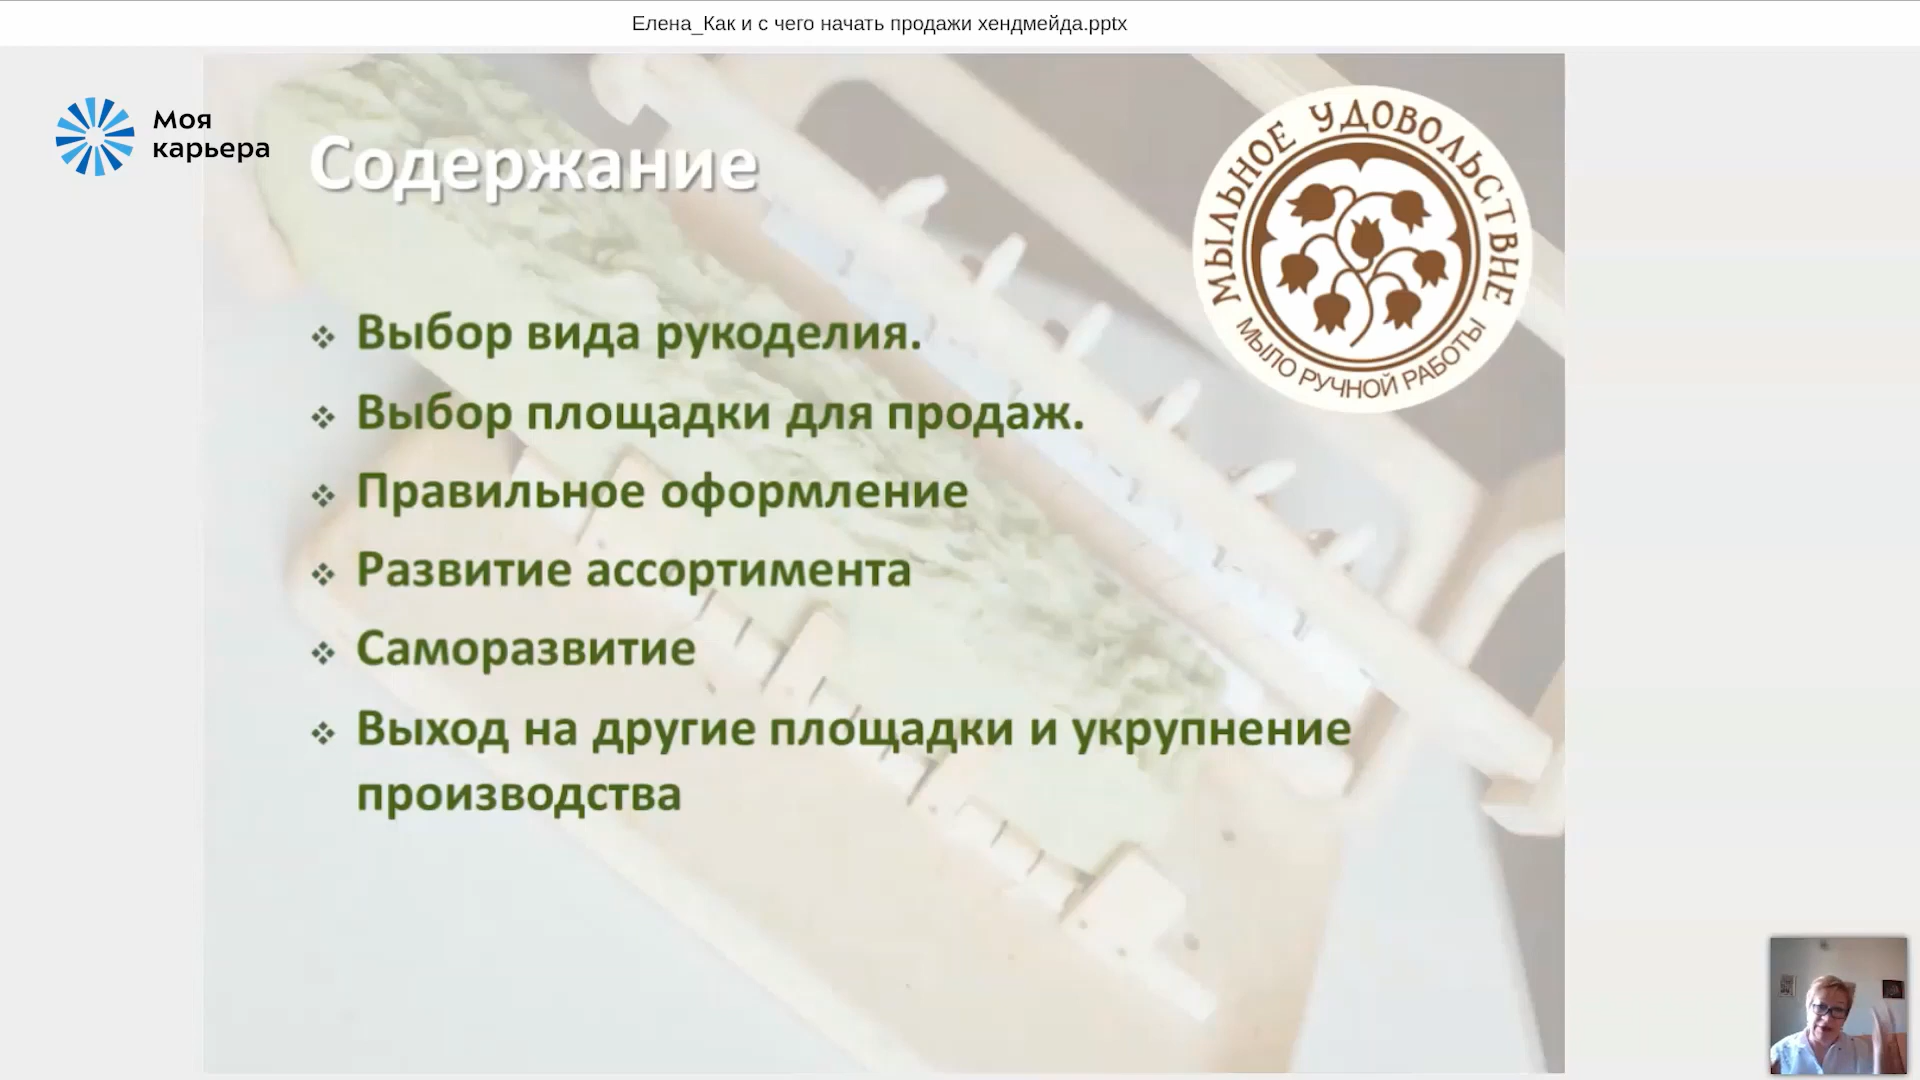 Елена_Как и с чего начать продажи хендмейда.pptx
Моя
карьера
Содержание
МЫЛЬНОЕ УДОВОЛЬСТВИЕ
МЫЛО РУЧНОЙ РАБОТЫ
Выбор вида рукоделия.
Выбор площадки для продаж.
Правильное оформление
Развитие ассортимента
Саморазвитие
Выход на другие площадки и укрупнение
производства